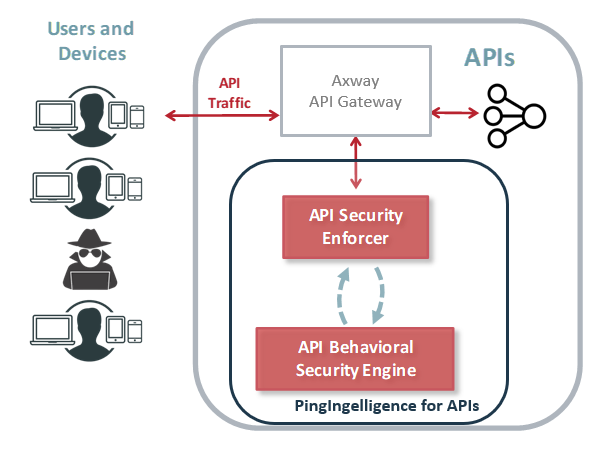 Users and
Devices
APIs
API
Traffic
Axway
API Gateway
API Security
Enforcer
API Behavioral
Security Engine
PingIngelligence for APIs